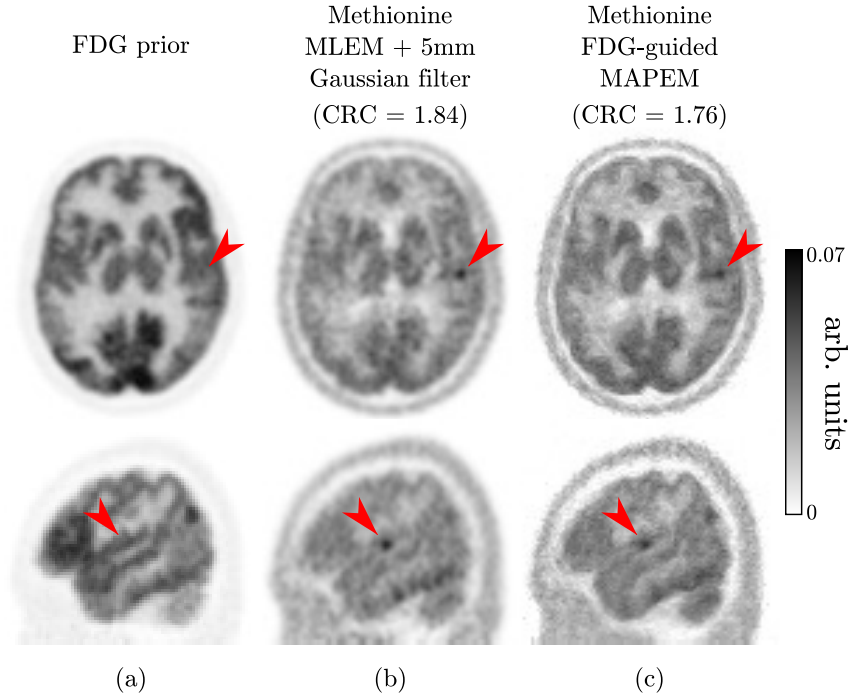 FDG prior
Methionine
MLEM + 5mm
Gaussian filter
(CRC = 1.84)
Methionine
FDG-guided
MAPEM
(CRC = 1.76)
0.07
arb. units
0
(a)
(b)
(c)